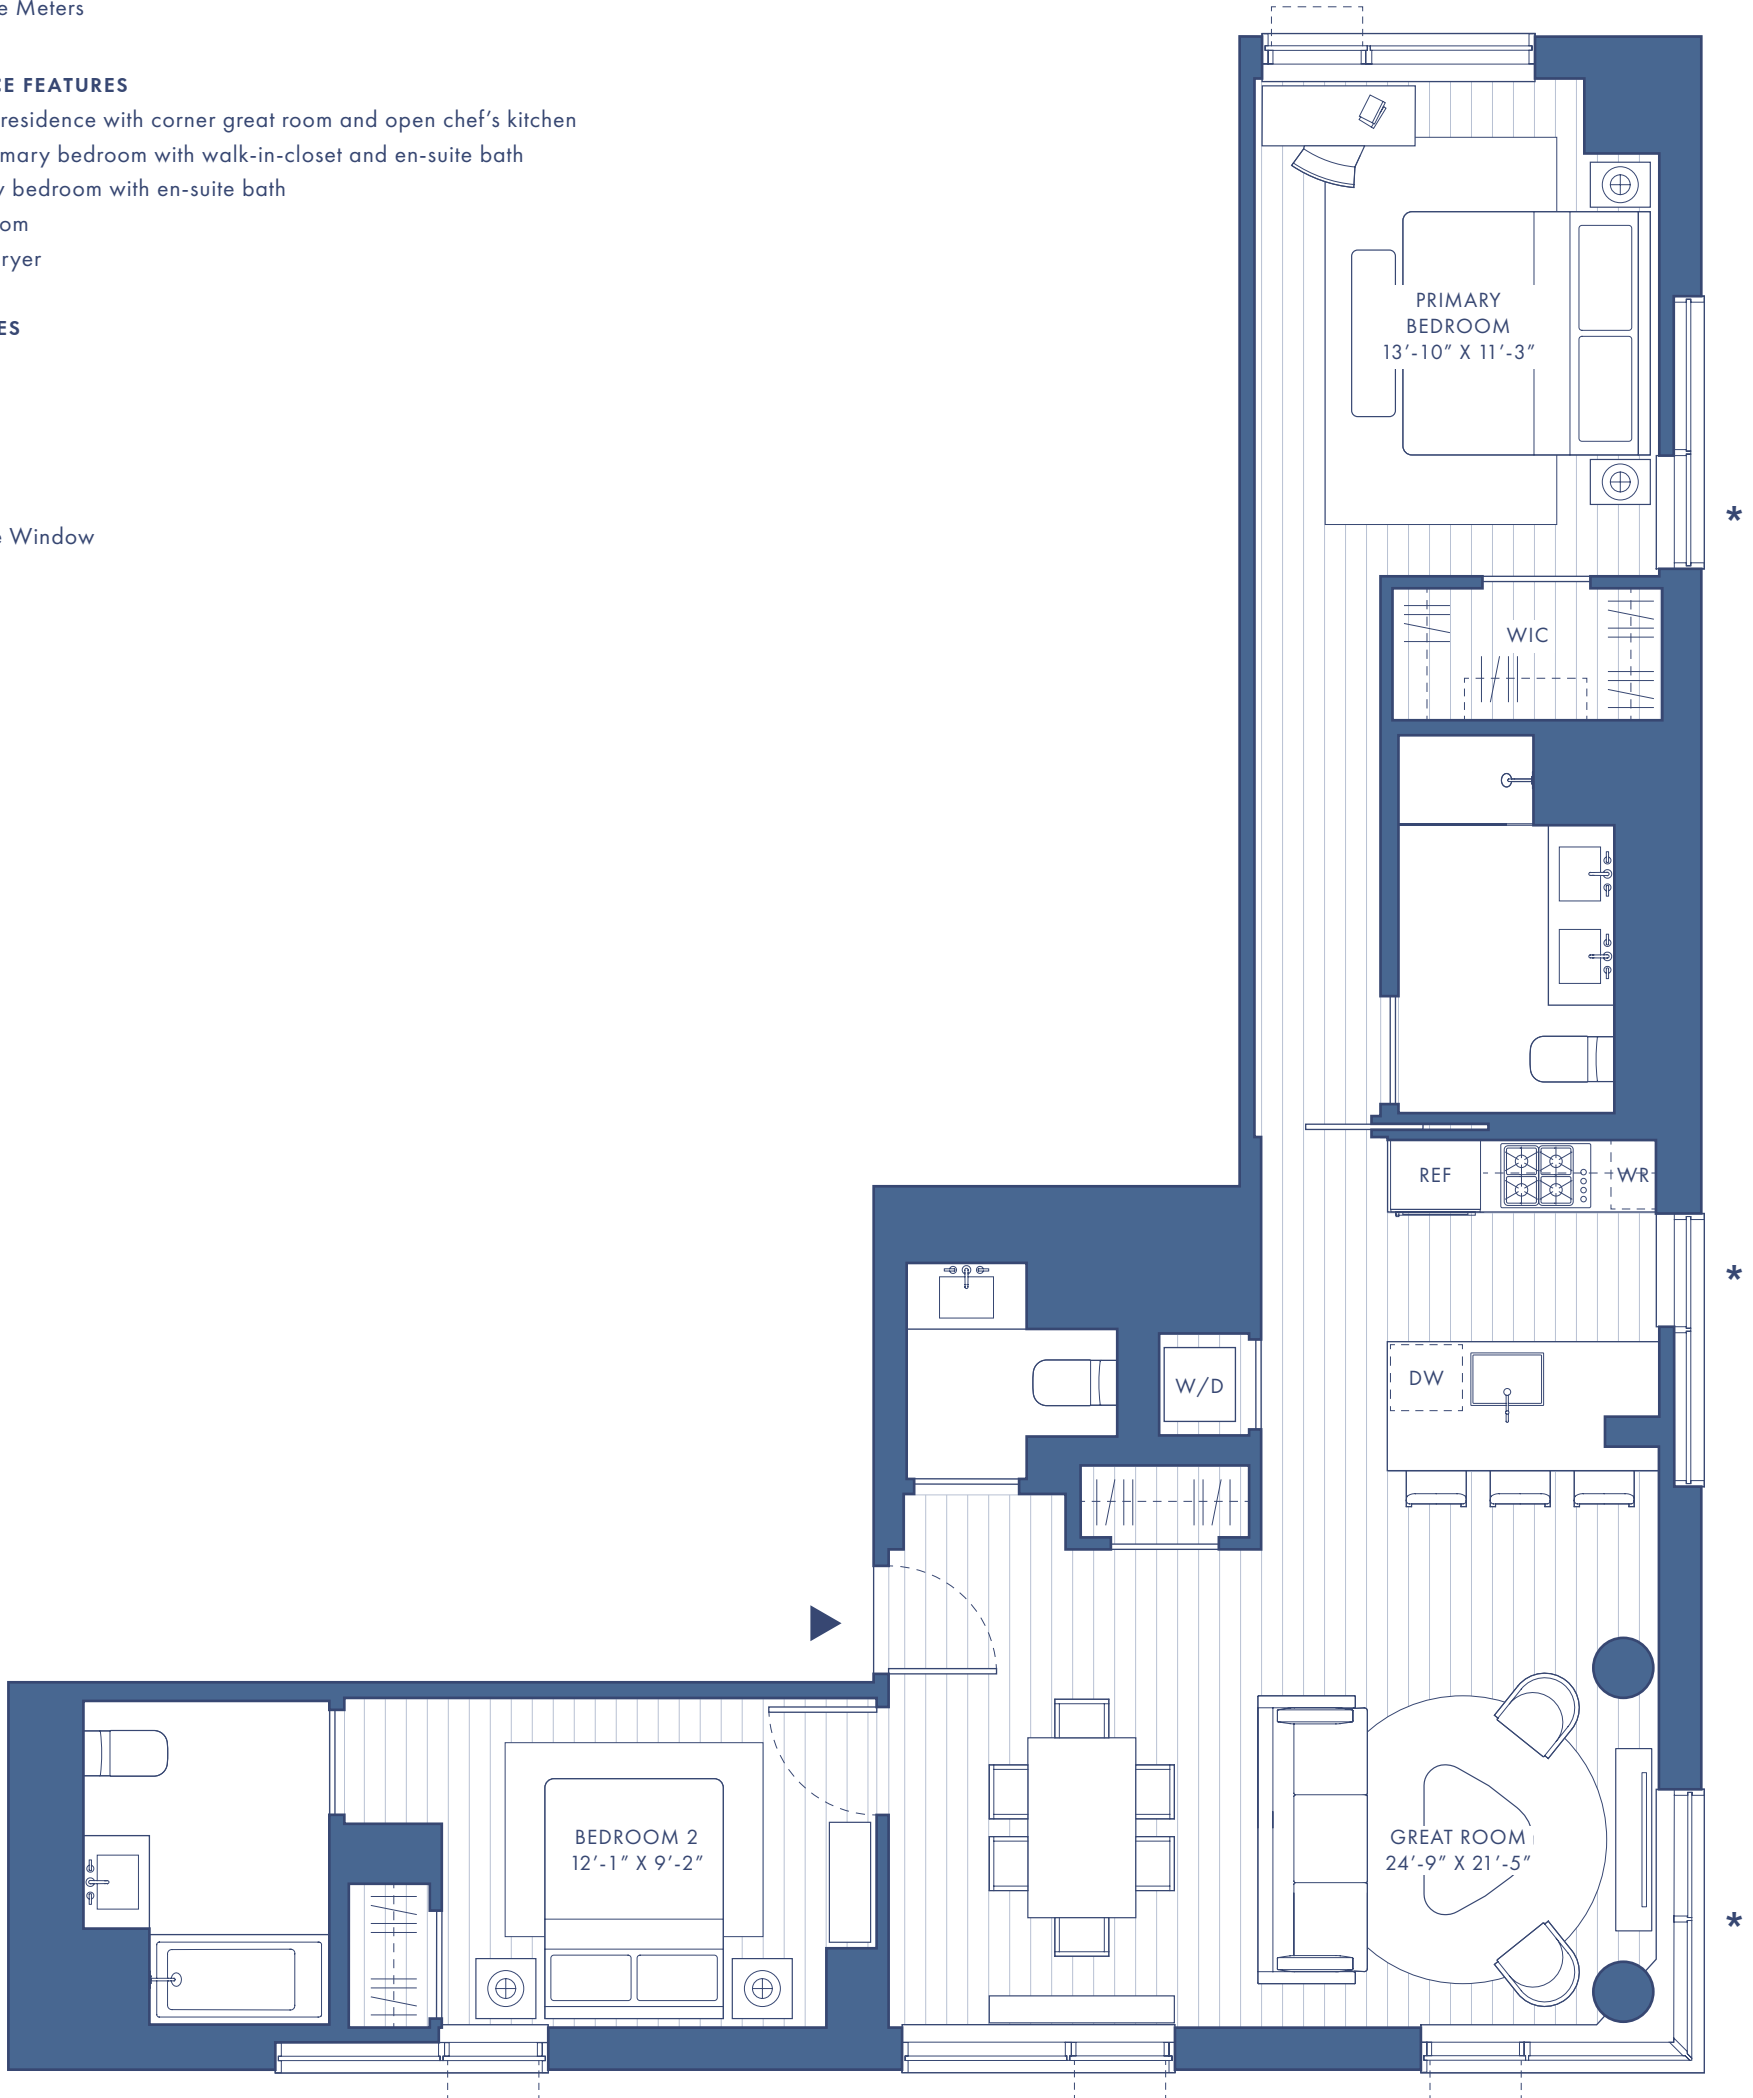 e Meters
CE FEATURES
residence with corner great room and open chef’s kitchen
mary bedroom with walk-in-closet and en-suite bath
y bedroom with en-suite bath
om
ryer
ES
e Window
PRIMARY
BEDROOM
13’-10” X 11’-3”
*
WIC
REF
WR
*
DW
W/D
BEDROOM 2
12’-1” X 9’-2”
GREAT ROOM
24’-9” X 21’-5”
*